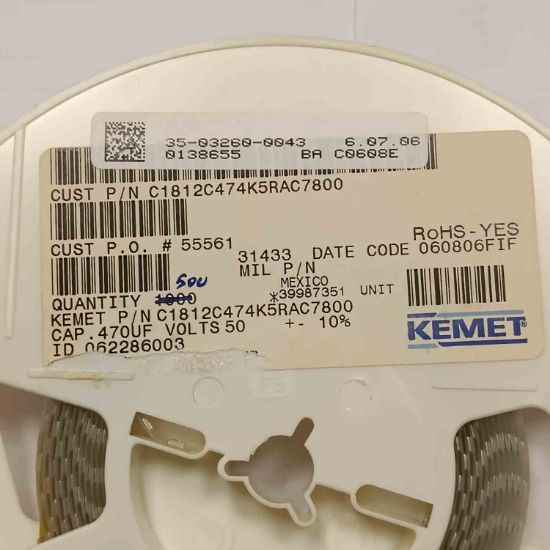 35-03260-0043 6.07.06
0138655 BA C0608E
CUST P/N C1812C474K5RAC7800
RoHS-YES
CUST P.O. # 55561 31433 DATE CODE 060806FIF
500 MIL P/N
MEXICO
QUANTITY 1000 *39987351 UNIT
KEMET P/N C1812C474K5RAC7800
CAP .470UF VOLTS 50 +- 10%
KEMET
ID 062286003
PS